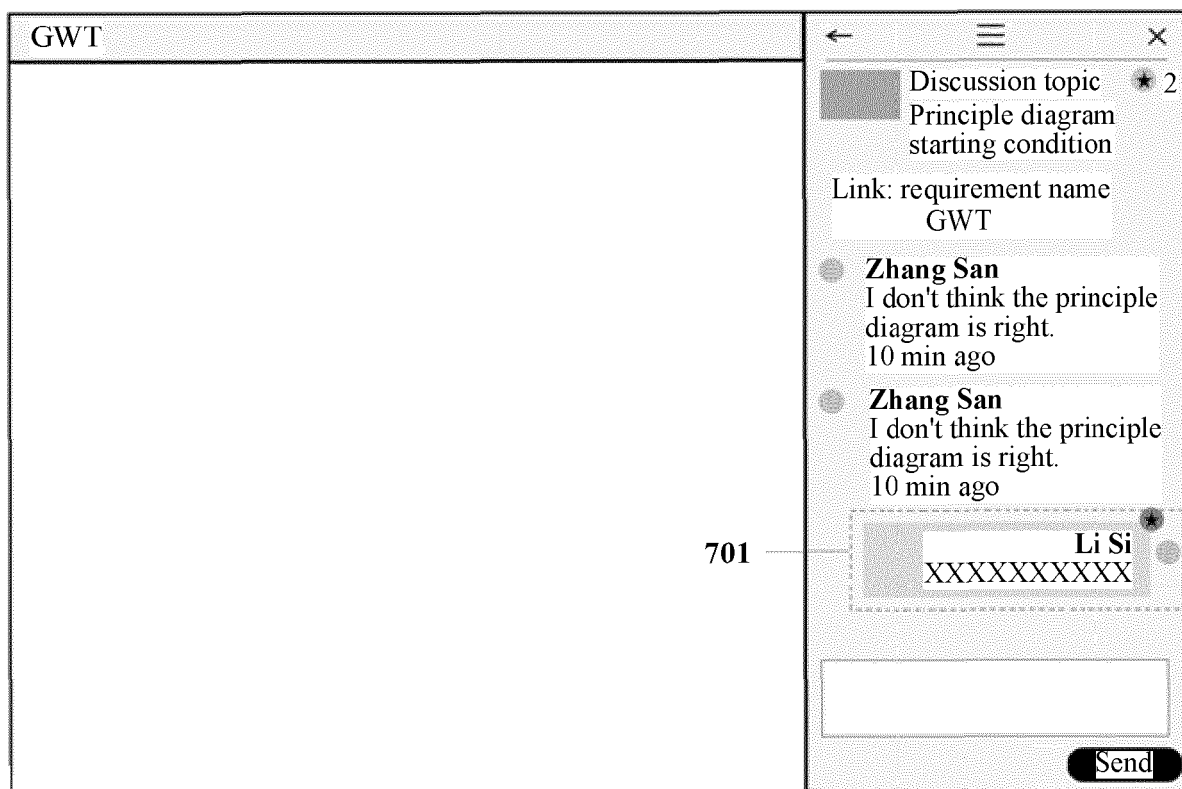 GWT
Discussion topic
2
Principle diagram
starting condition
Link: requirement name
GWT
Zhang San
I don't think the principle
diagram is right.
10 min ago
Zhang San
I don't think the principle
diagram is right.
10 min ago
701
Li Si
XXXXXXXXXX
Send